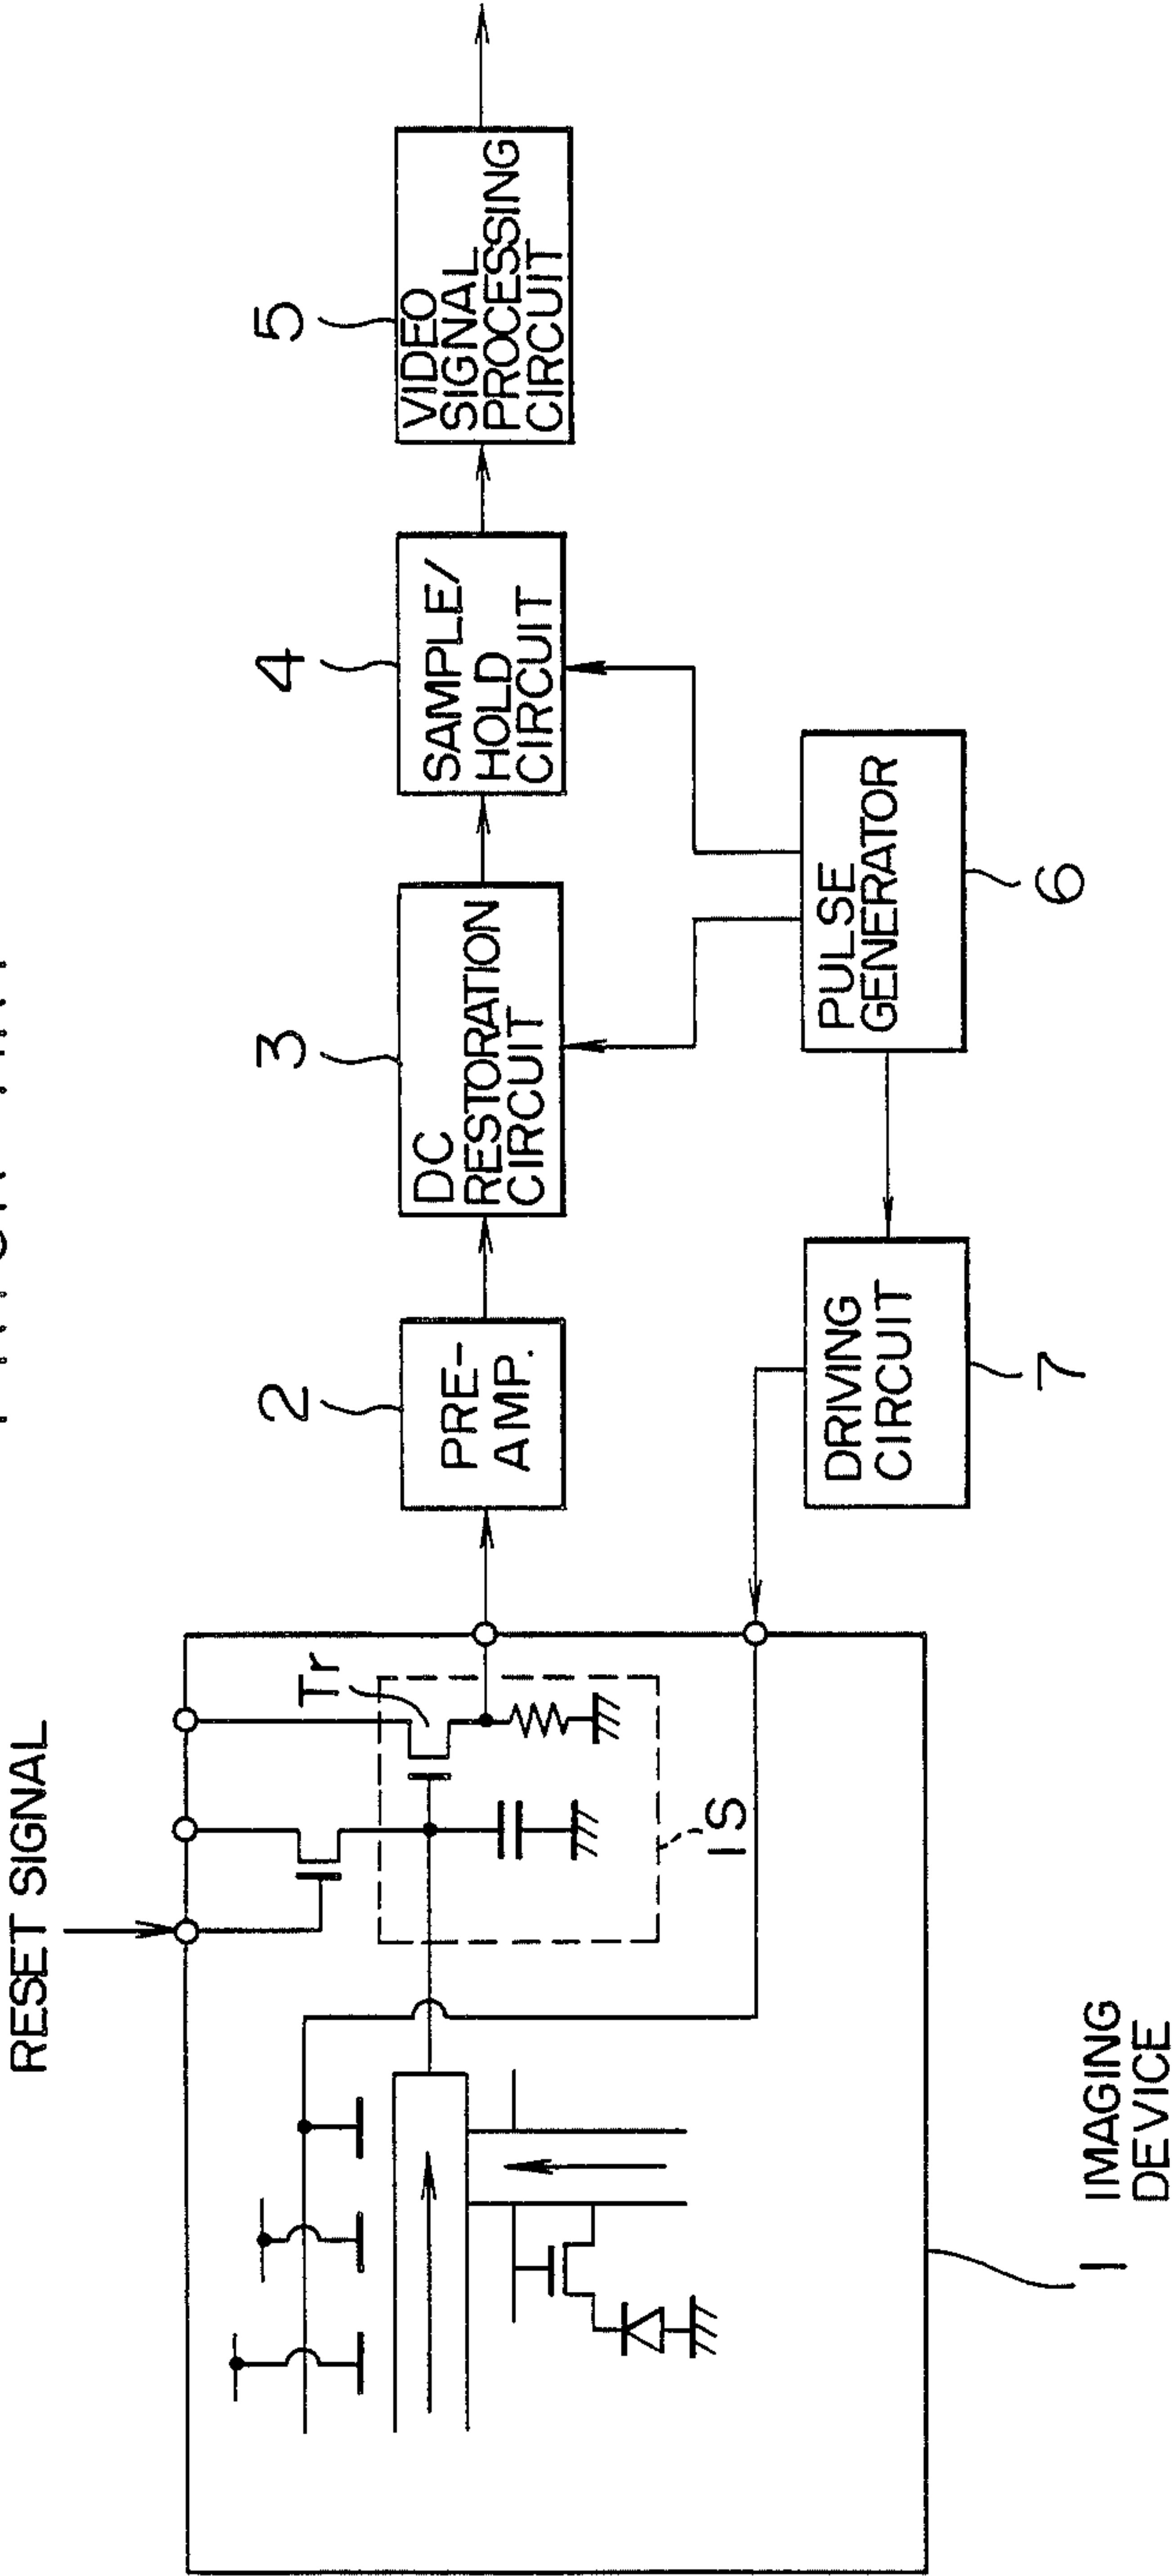 RESET SIGNAL
Tr
1S
1
IMAGING
DEVICE
2
PRE-
AMP.
3
DC
RESTORATION
CIRCUIT
4
SAMPLE/
HOLD
CIRCUIT
5
VIDEO
SIGNAL
PROCESSING
CIRCUIT
7
DRIVING
CIRCUIT
6
PULSE
GENERATOR